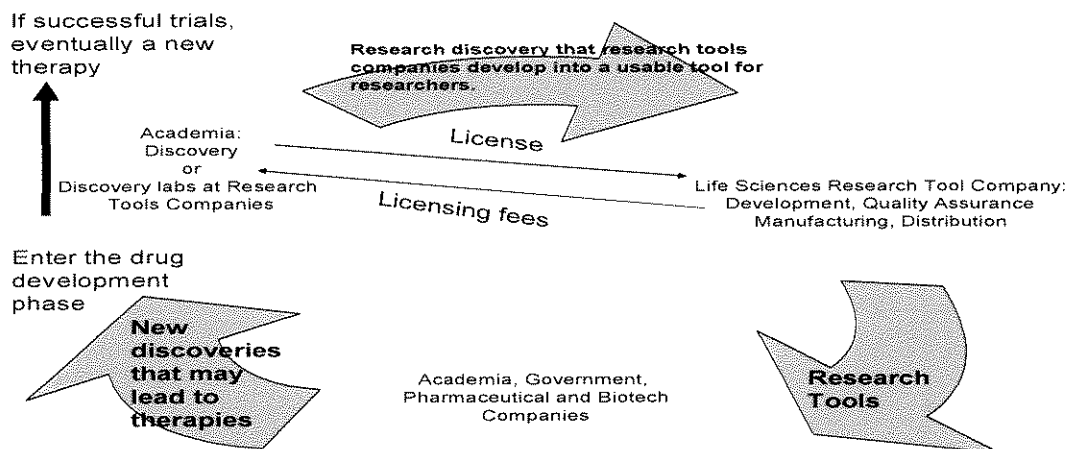 If successful trials,
eventually a new
therapy
Research discovery that research tools
companies develop into a usable tool for
researchers.
License
Academia:
Discovery
or
Discovery labs at Research
Tools Companies
Licensing fees
Life Sciences Research Tool Company:
Development, Quality Assurance
Manufacturing, Distribution
Enter the drug
development
phase
New
discoveries
that may
lead to
therapies
Academia, Government,
Pharmaceutical and Biotech
Companies
Research
Tools